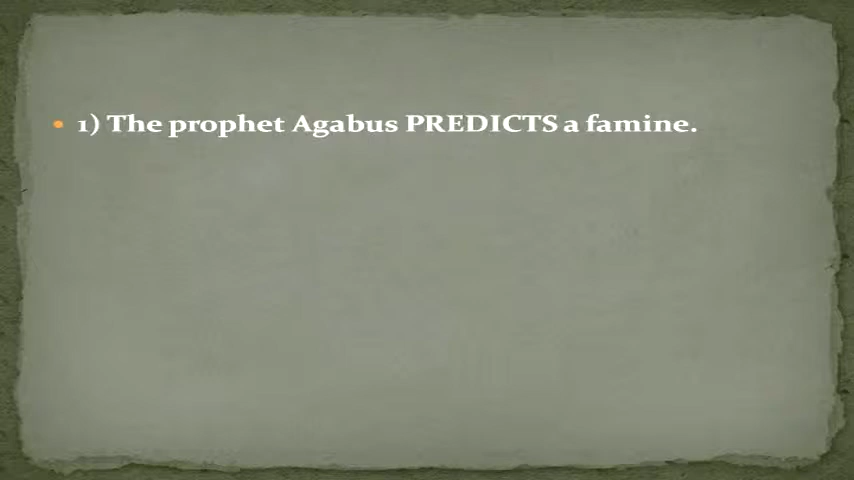 • 1) The prophet Agabus PREDICTS a famine.